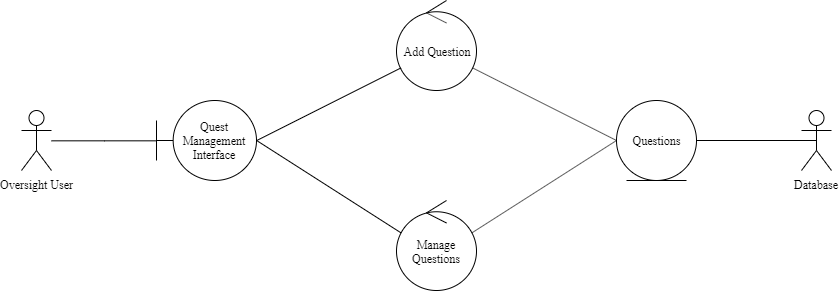 Add Question
Quest
Management
Interface
Questions
Oversight User
Database
Manage
Questions